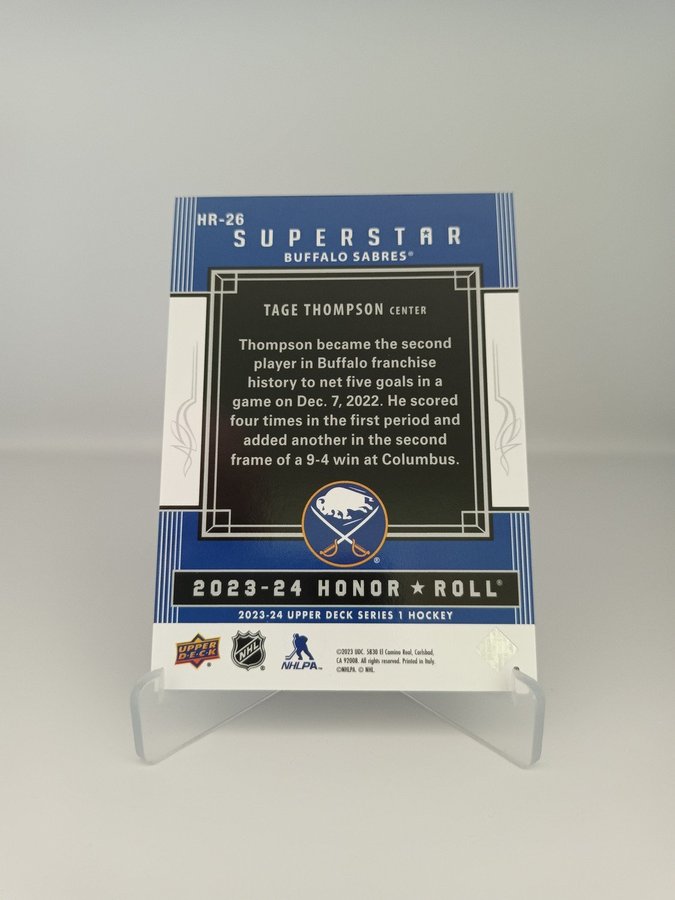 HR-26
SUPERSTAR
BUFFALO SABRES®
TAGE THOMPSON CENTER
Thompson became the second
player in Buffalo franchise
history to net five goals in a
game on Dec. 7, 2022. He scored
four times in the first period and
added another in the second
frame of a 9-4 win at Columbus.
®
2023-24 HONOR ★ ROLL®
2023-24 UPPER DECK SERIES 1 HOCKEY
UPPER DECK ®
NHL ®
NHLPA™
©2023 UDC. 5830 El Camino Real, Carlsbad,
CA 92008. All rights reserved. Printed in Italy.
©NHLPA. © NHL.